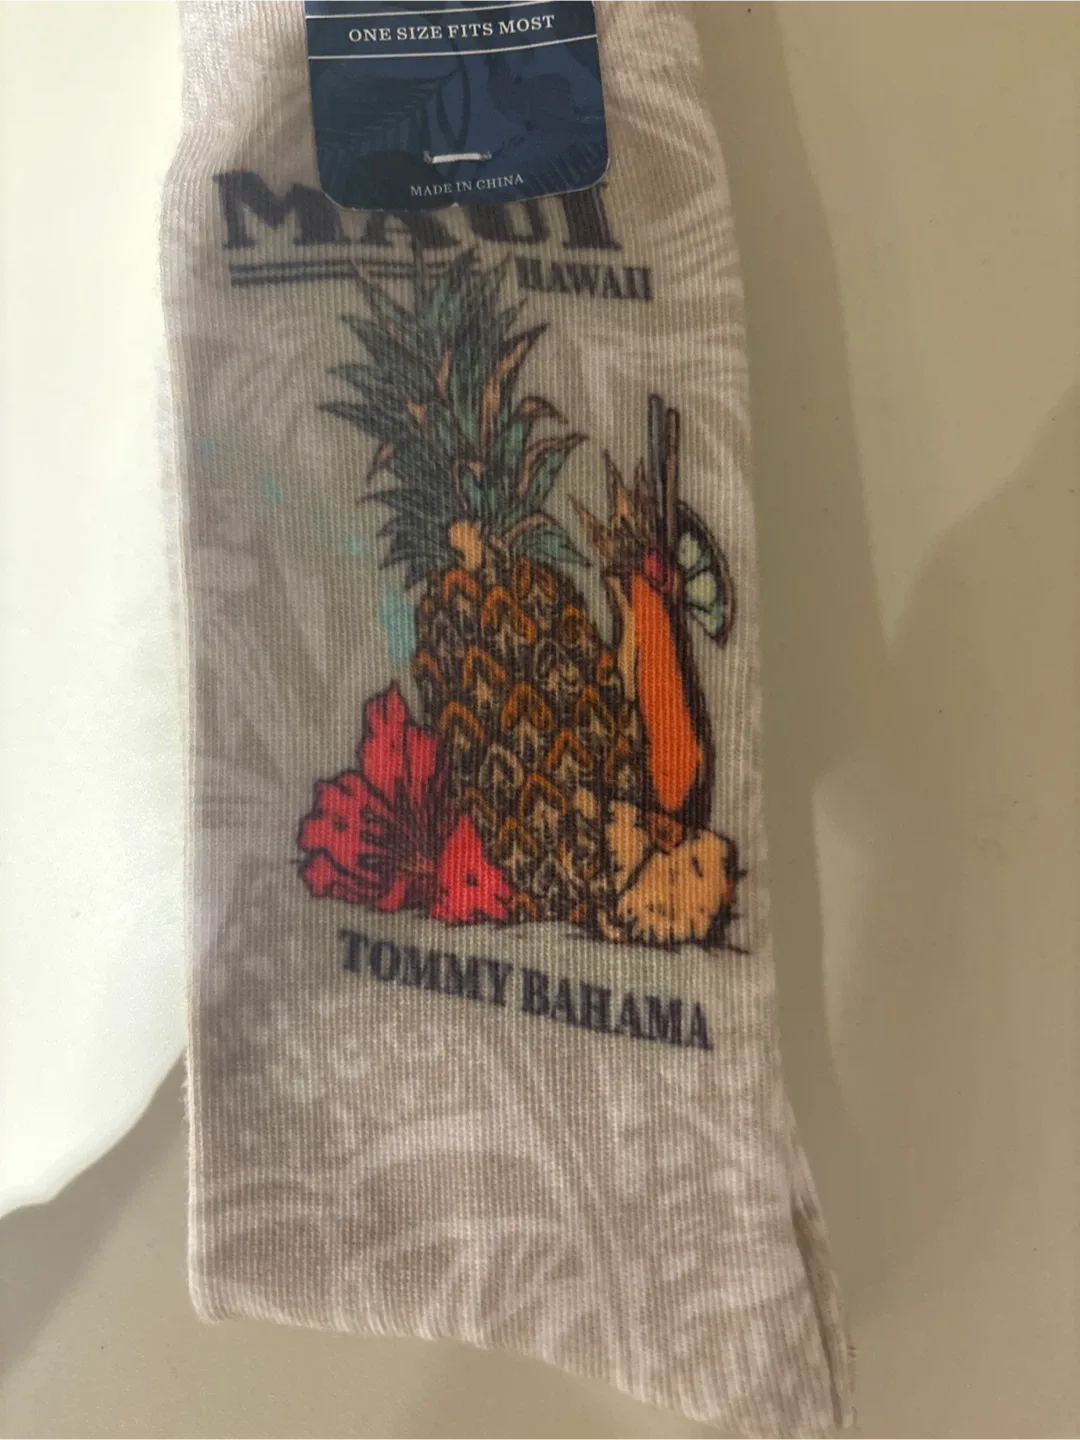 ONE SIZE FITS MOST
MADE IN CHINA
MAUI
HAWAII
TOMMY BAHAMA